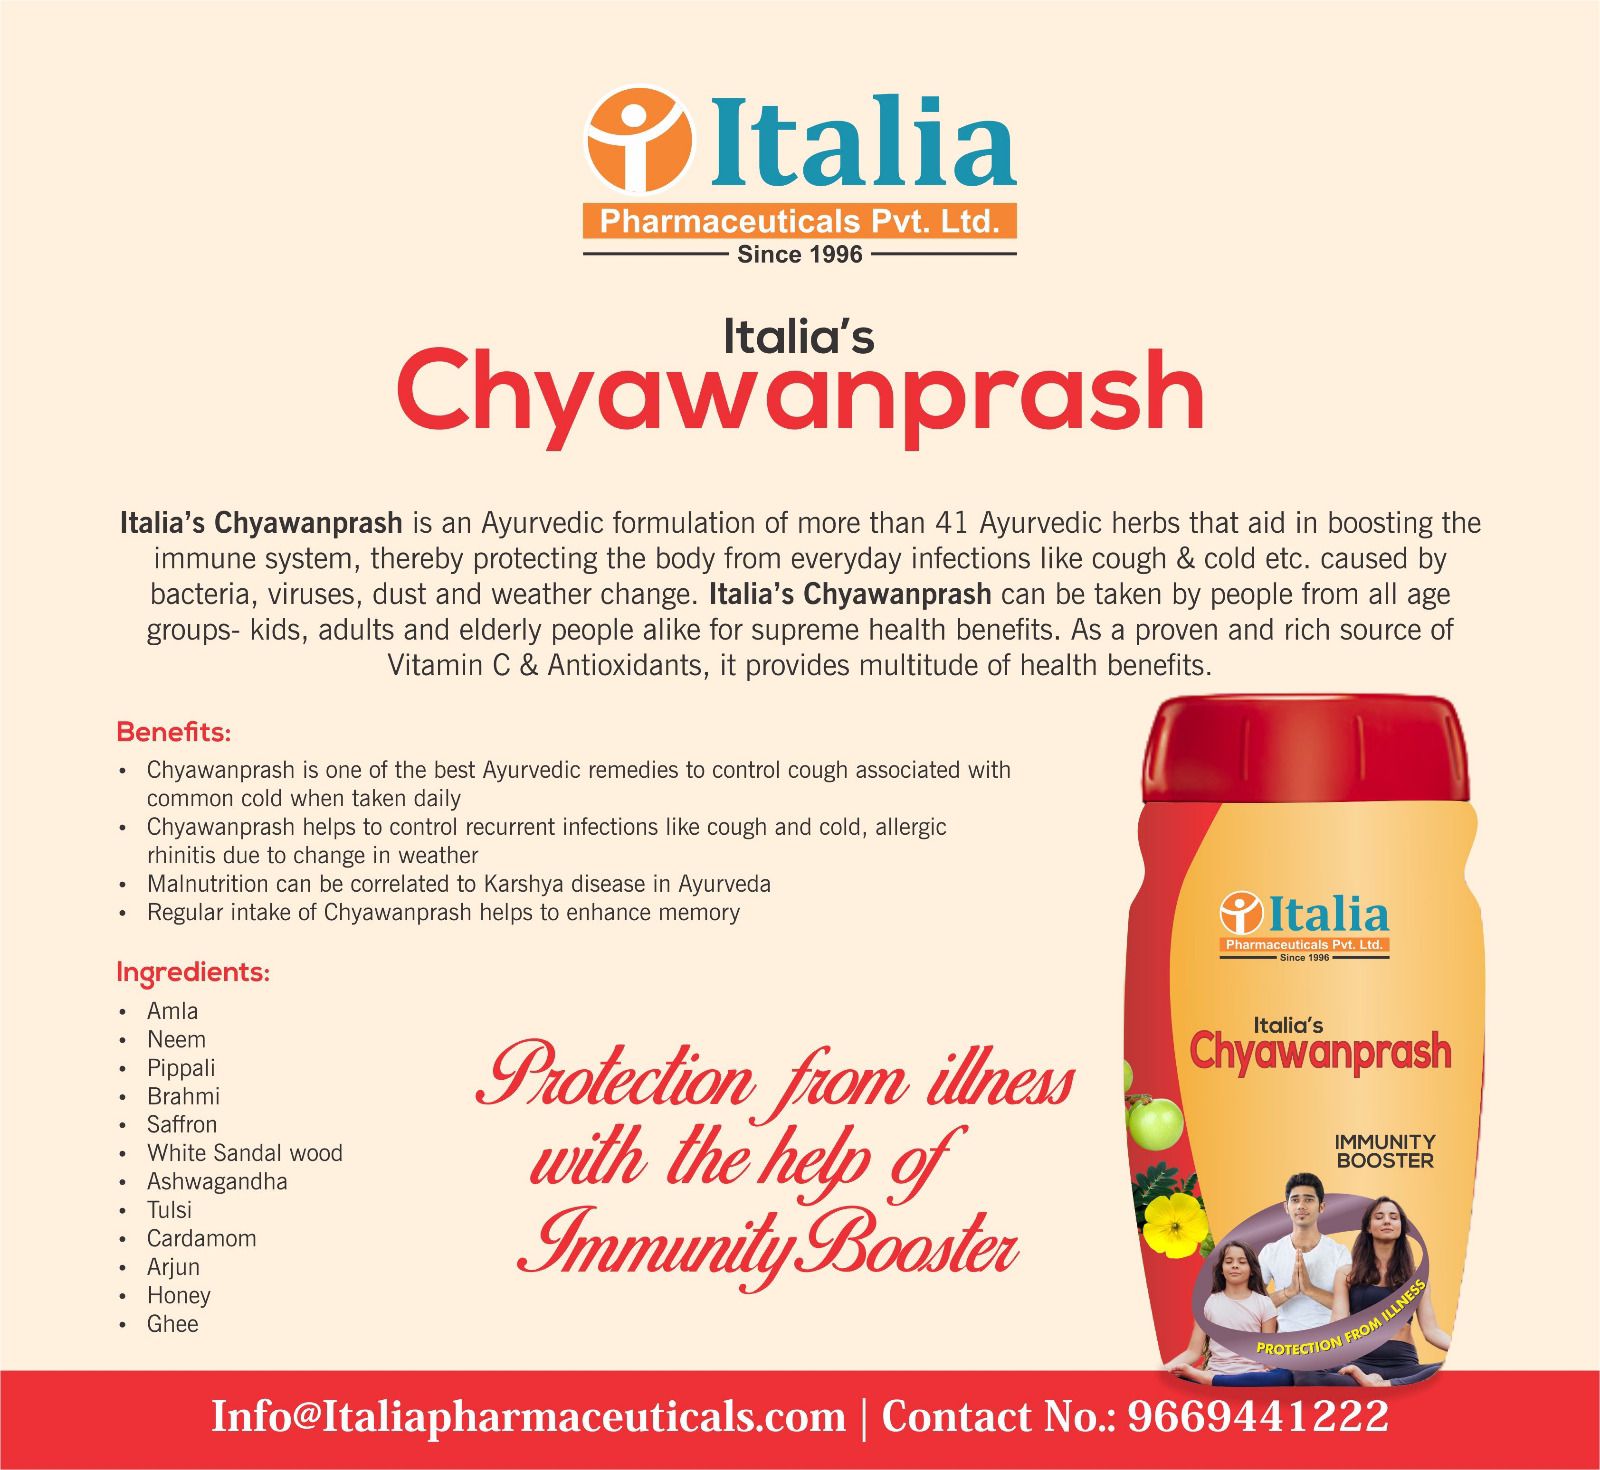 Italia
Pharmaceuticals Pvt. Ltd.
Since 1996
Italia's
Chyawanprash
Italia's Chyawanprash is an Ayurvedic formulation of more than 41 Ayurvedic herbs that aid in boosting the
immune system, thereby protecting the body from everyday infections like cough & cold etc. caused by
bacteria, viruses, dust and weather change. Italia's Chyawanprash can be taken by people from all age
groups- kids, adults and elderly people alike for supreme health benefits. As a proven and rich source of
Vitamin C & Antioxidants, it provides multitude of health benefits.
Benefits:
• Chyawanprash is one of the best Ayurvedic remedies to control cough associated with
common cold when taken daily
• Chyawanprash helps to control recurrent infections like cough and cold, allergic
rhinitis due to change in weather
• Malnutrition can be correlated to Karshya disease in Ayurveda
• Regular intake of Chyawanprash helps to enhance memory
Ingredients:
• Amla
• Neem
• Pippali
• Brahmi
• Saffron
• White Sandal wood
• Ashwagandha
• Tulsi
• Cardamom
• Arjun
• Honey
• Ghee
Protection from illness
with the help of
Immunity Booster
Italia
Pharmaceuticals Pvt. Ltd.
Since 1996
Italia's
Chyawanprash
IMMUNITY
BOOSTER
PROTECTION FROM ILLNESS
Info@Italiapharmaceuticals.com | Contact No.: 9669441222